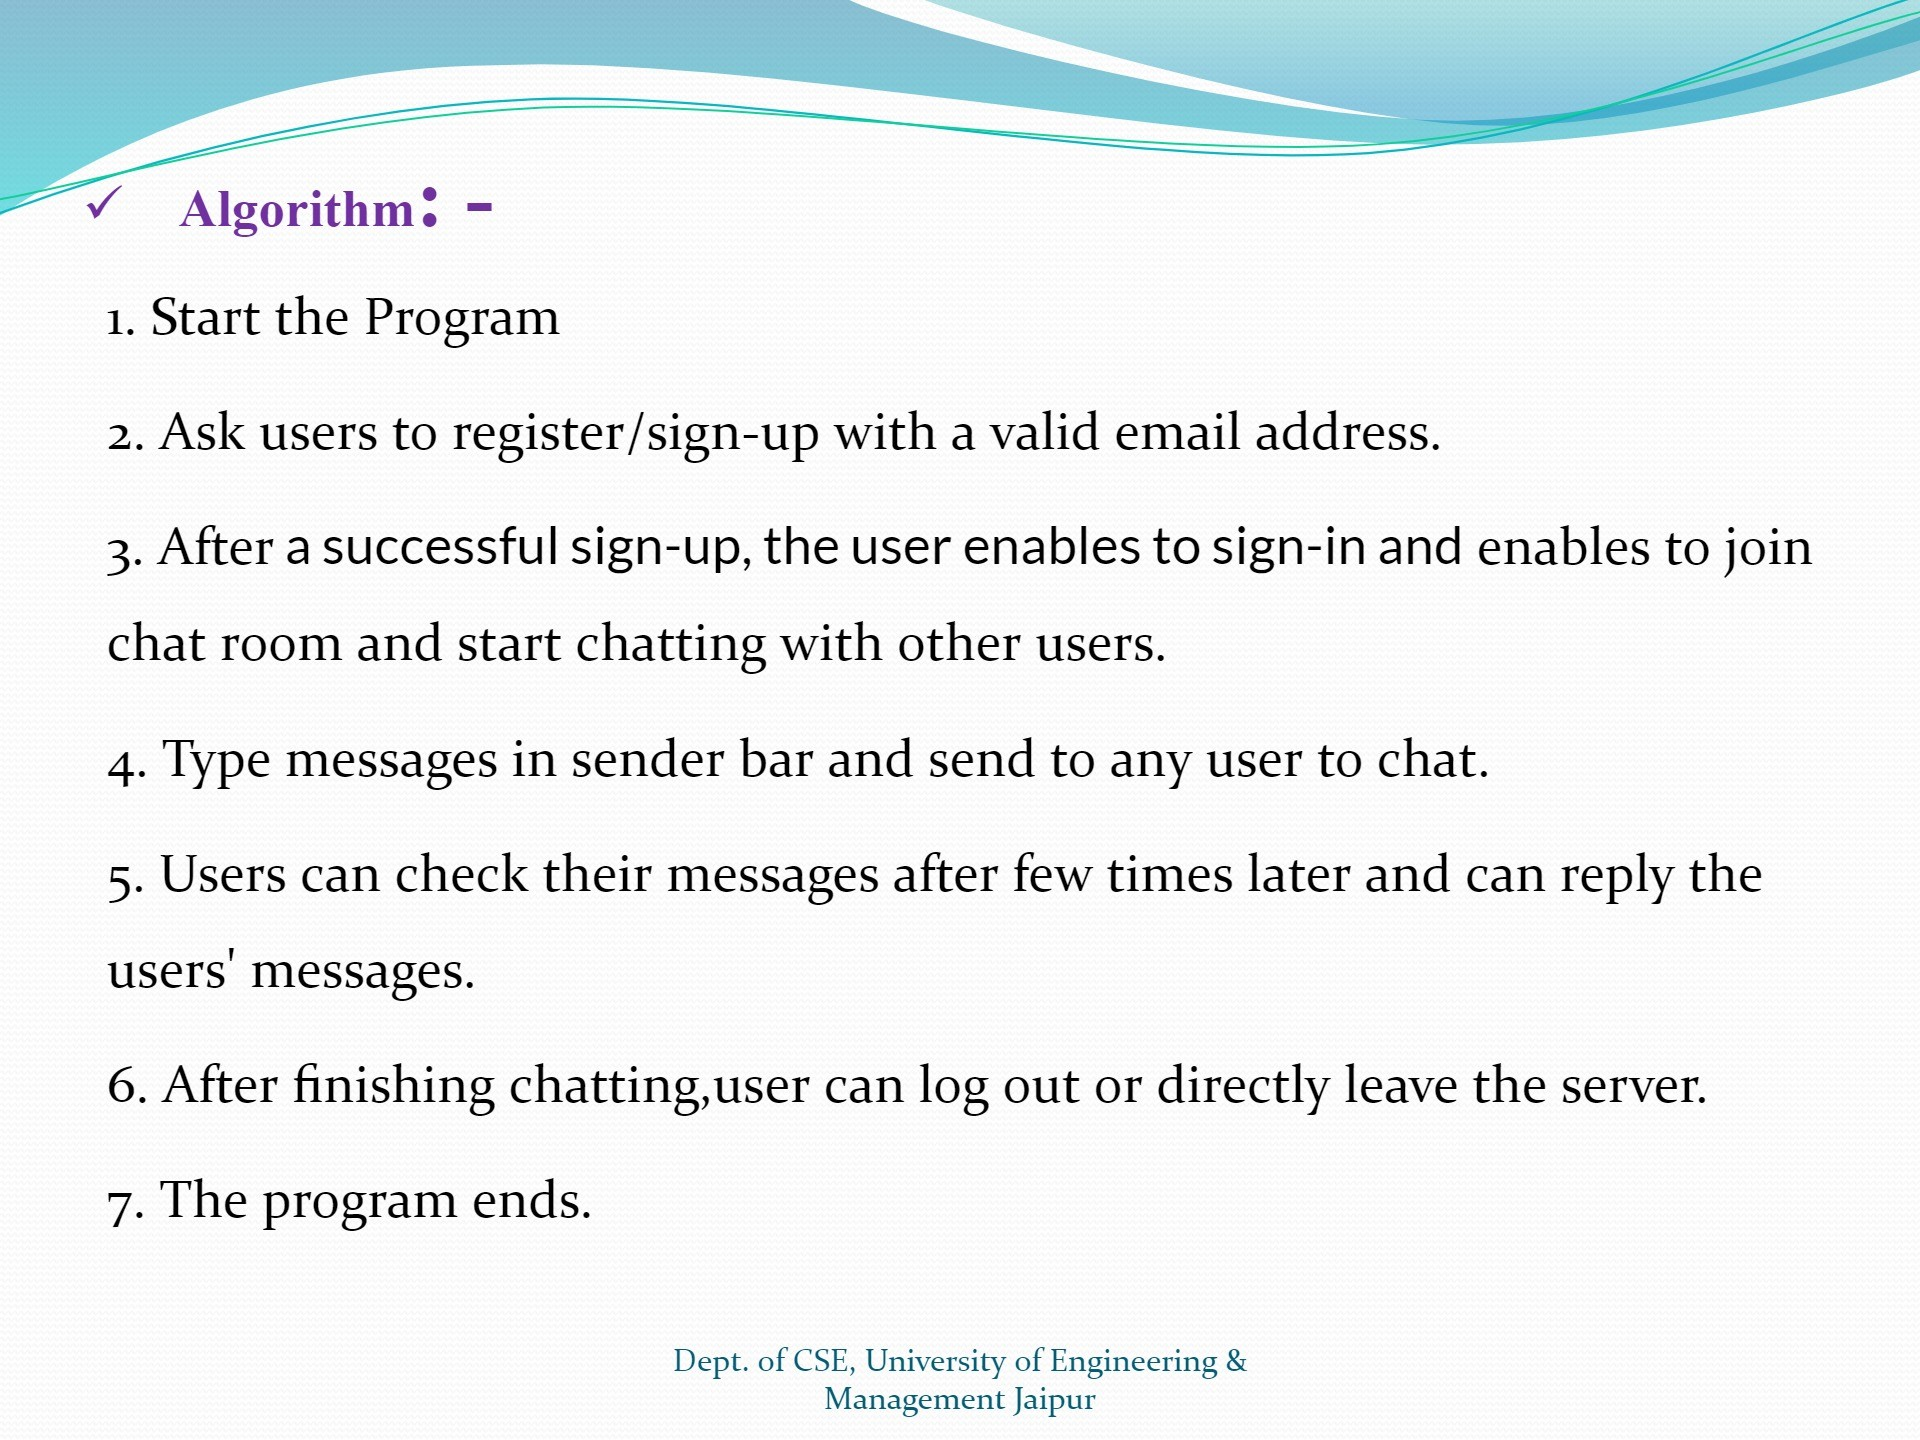 ✓ Algorithm: -
1. Start the Program
2. Ask users to register/sign-up with a valid email address.
3. After a successful sign-up, the user enables to sign-in and enables to join
chat room and start chatting with other users.
4. Type messages in sender bar and send to any user to chat.
5. Users can check their messages after few times later and can reply the
users' messages.
6. After finishing chatting,user can log out or directly leave the server.
7. The program ends.
Dept. of CSE, University of Engineering &
Management Jaipur